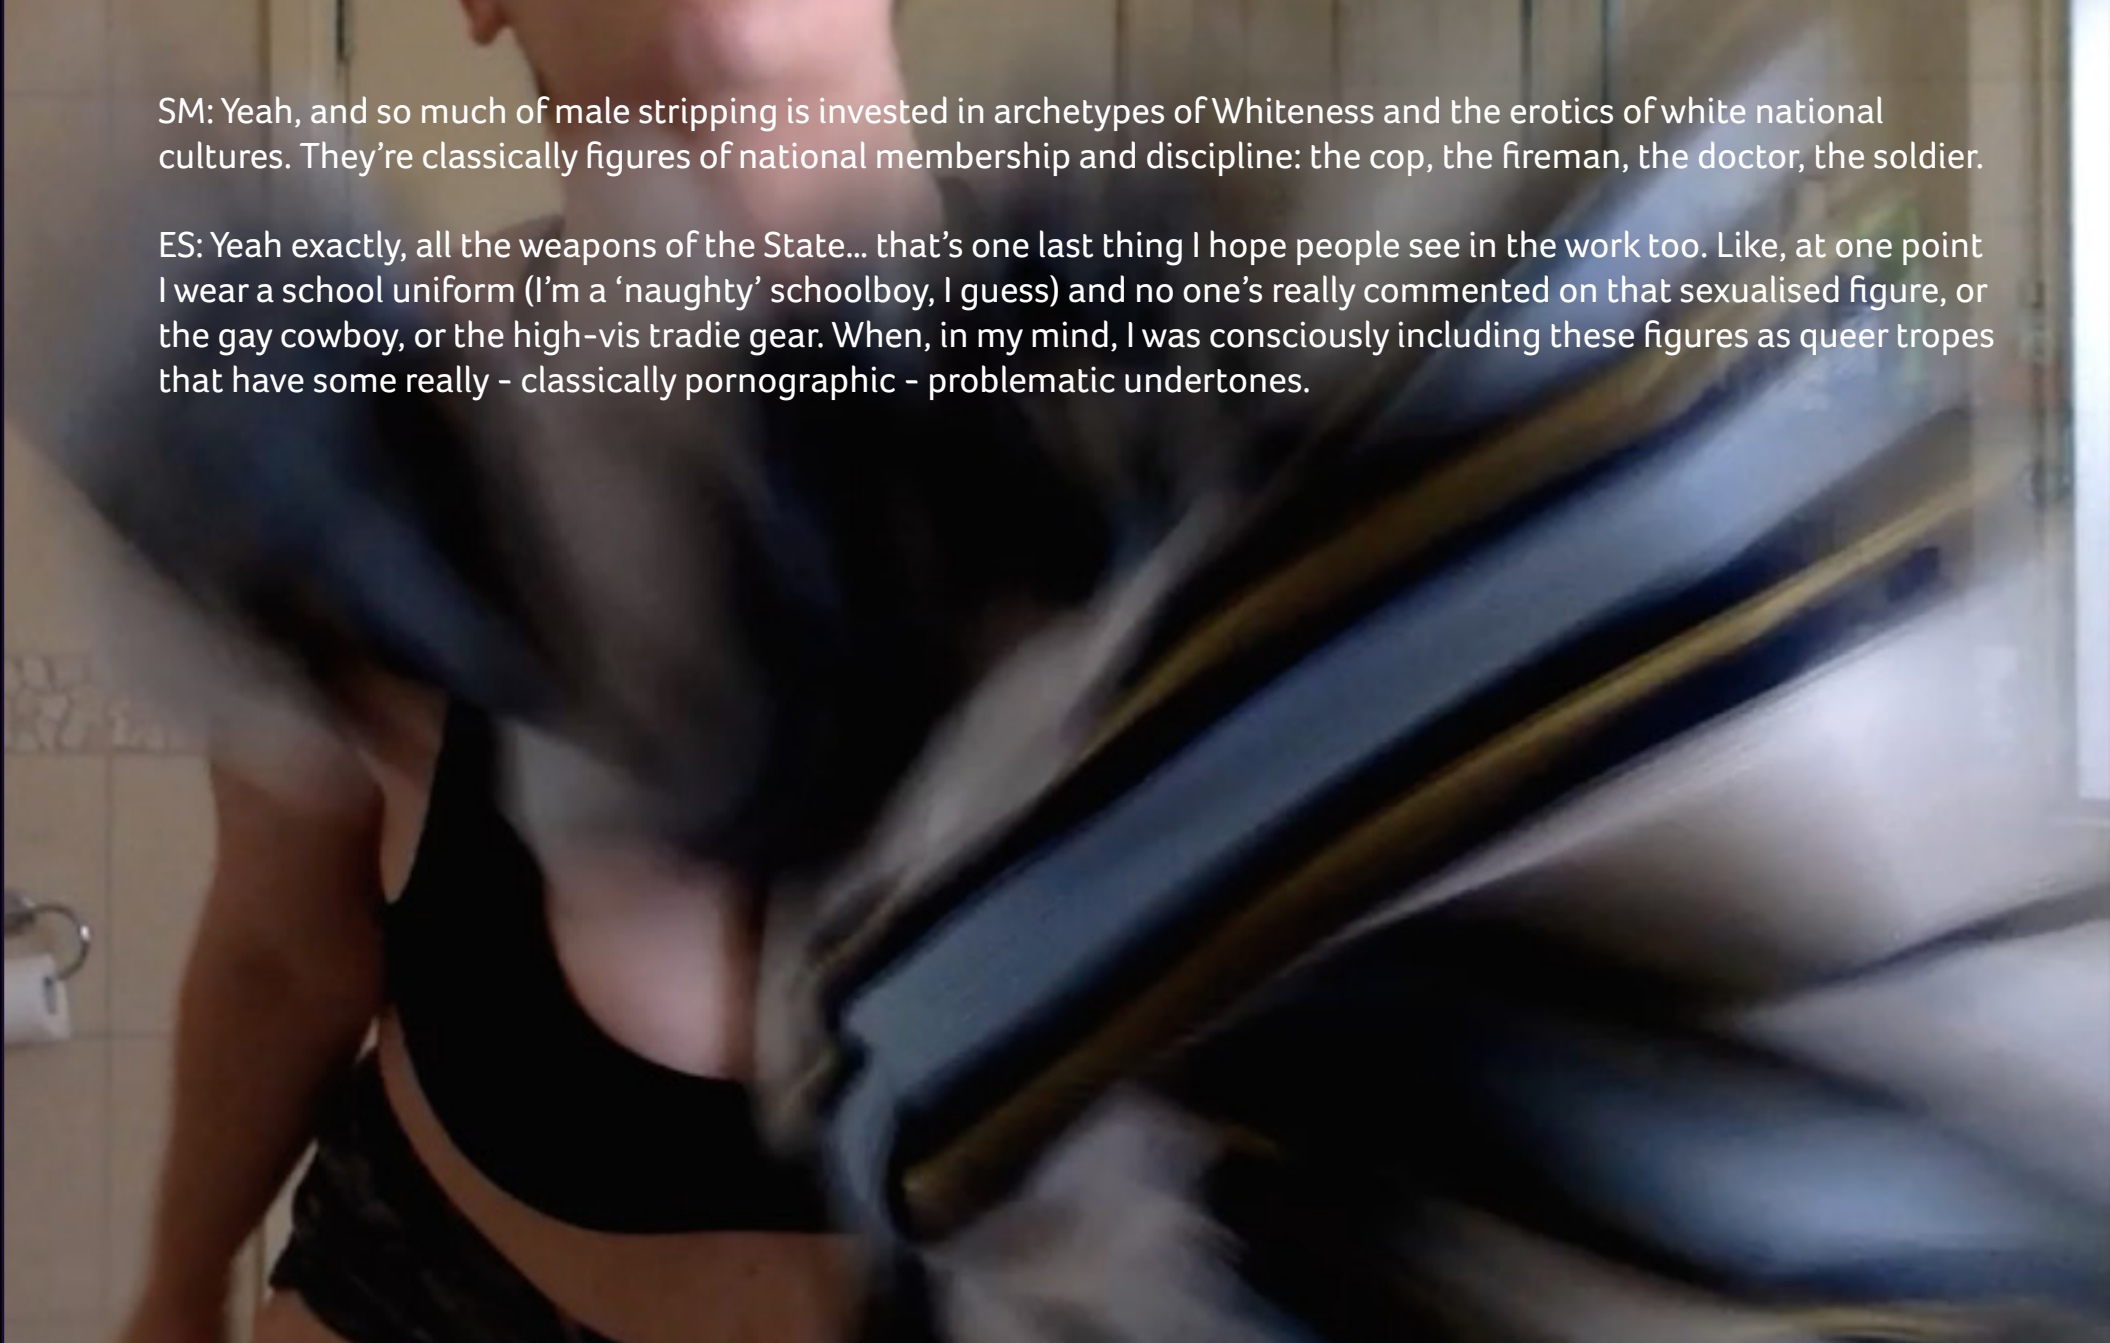 SM: Yeah, and so much of male stripping is invested in archetypes of Whiteness and the erotics of white national
cultures. They’re classically figures of national membership and discipline: the cop, the fireman, the doctor, the soldier.
ES: Yeah exactly, all the weapons of the State... that’s one last thing I hope people see in the work too. Like, at one point
I wear a school uniform (I’m a ‘naughty’ schoolboy, I guess) and no one’s really commented on that sexualised figure, or
the gay cowboy, or the high-vis tradie gear. When, in my mind, I was consciously including these figures as queer tropes
that have some really - classically pornographic - problematic undertones.